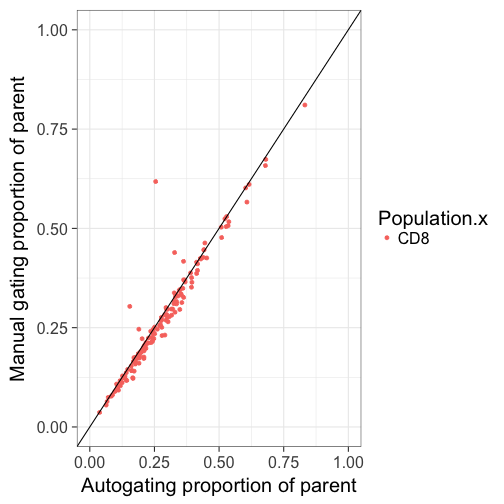 1.00
0.75
0.50
0.25
0.00
Manual gating proportion of parent
0.00 0.25 0.50 0.75 1.00
Autogating proportion of parent
Population.x
CD8